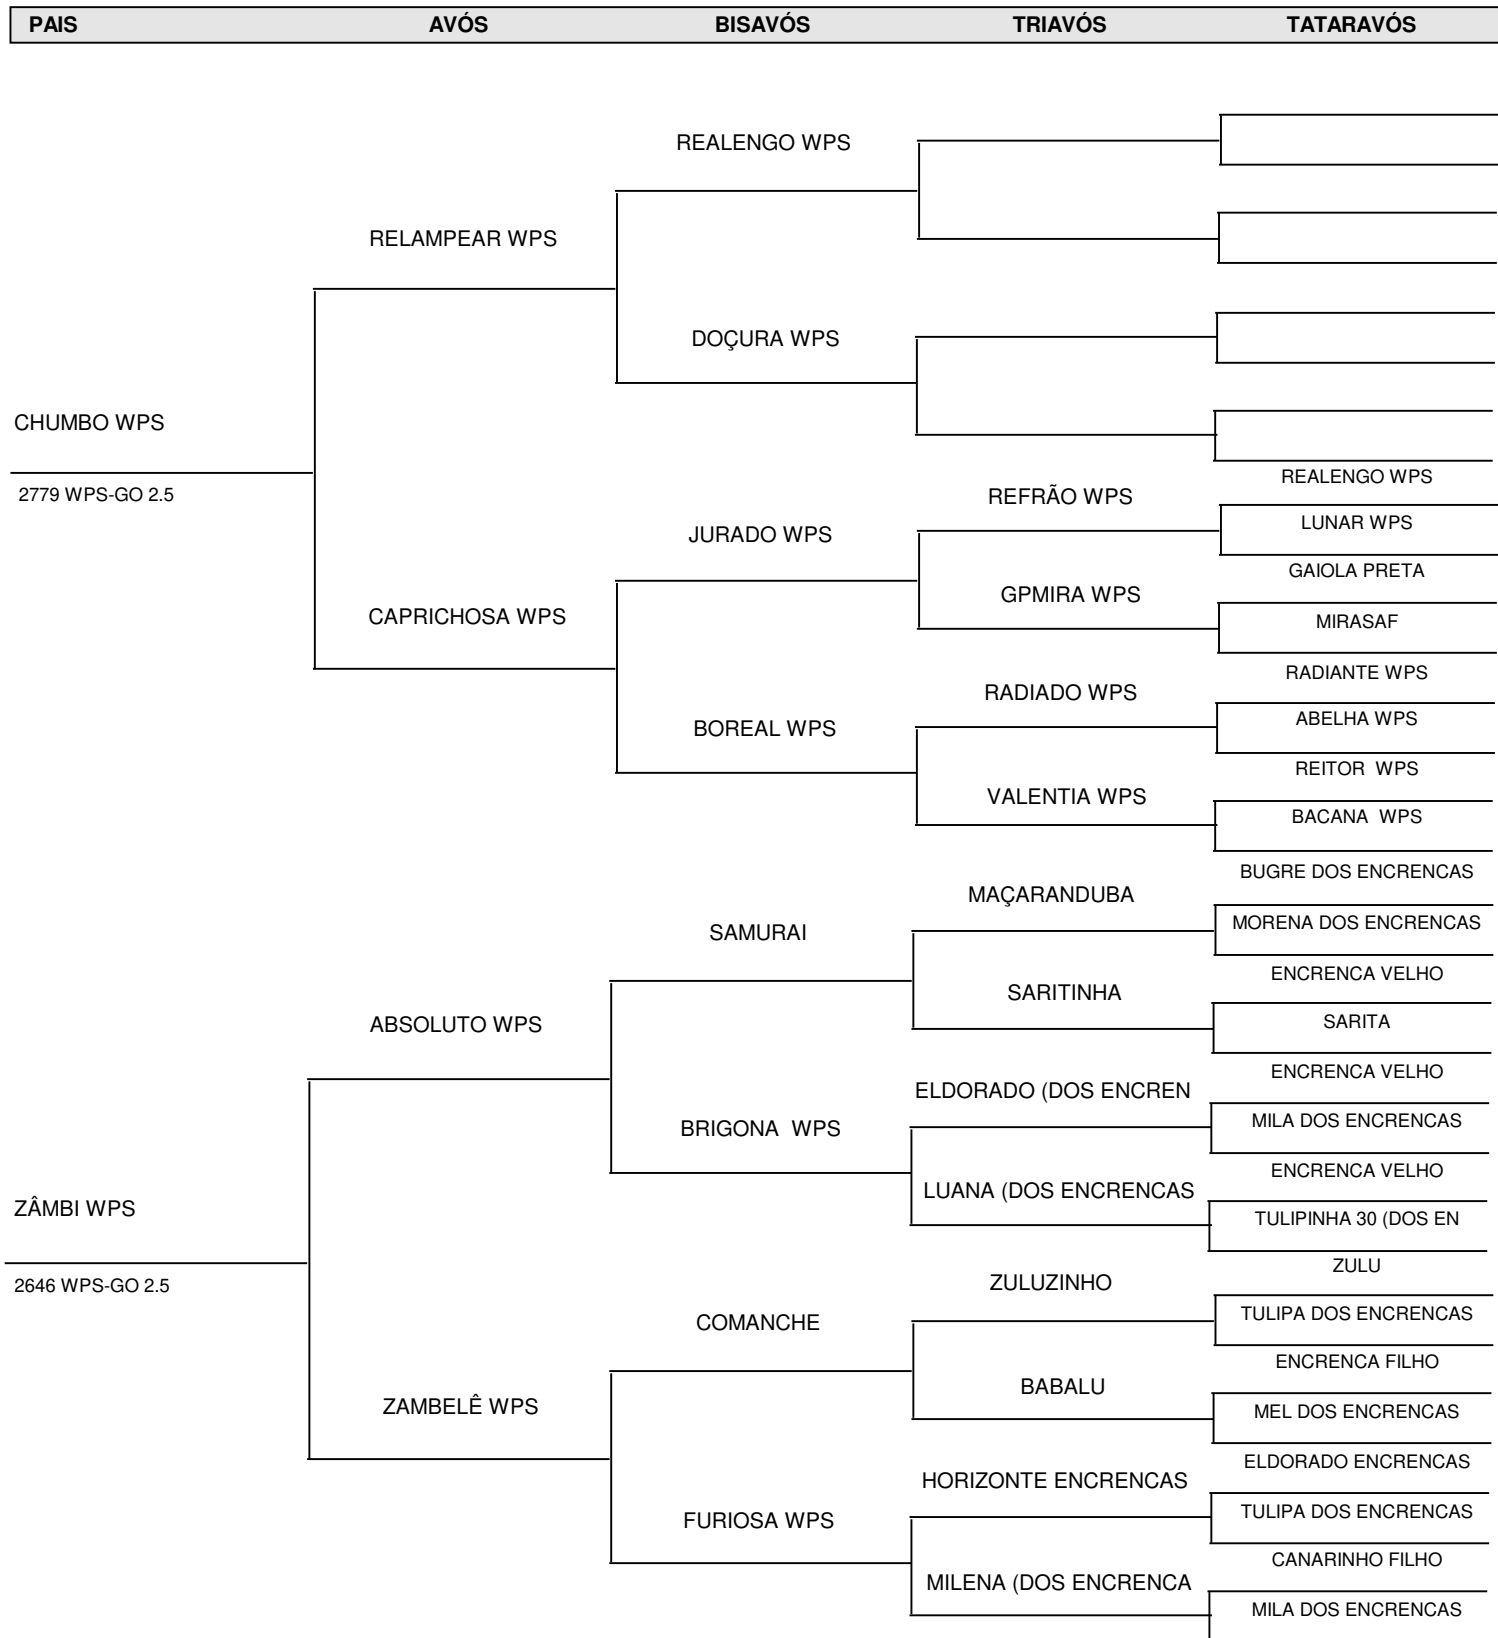 PAIS AVÓS BISAVÓS TRIAVÓS TATARAVÓS
REALENGO WPS
RELAMPEAR WPS
DOÇURA WPS
CHUMBO WPS
REALENGO WPS
2779 WPS-GO 2.5
REFRÃO WPS
LUNAR WPS
JURADO WPS
GAIOLA PRETA
GPMIRA WPS
CAPRICHOSA WPS
MIRASAF
RADIANTE WPS
RADIADO WPS
ABELHA WPS
BOREAL WPS
REITOR WPS
VALENTIA WPS
BACANA WPS
BUGRE DOS ENCRENCAS
MAÇARANDUBA
MORENA DOS ENCRENCAS
SAMURAI
ENCRENCA VELHO
SARITINHA
ABSOLUTO WPS
SARITA
ENCRENCA VELHO
ELDORADO (DOS ENCREN
MILA DOS ENCRENCAS
BRIGONA WPS
ENCRENCA VELHO
LUANA (DOS ENCRENCAS
ZÂMBI WPS
TULIPINHA 30 (DOS EN
ZULU
2646 WPS-GO 2.5
ZULUZINHO
TULIPA DOS ENCRENCAS
COMANCHE
ENCRENCA FILHO
BABALU
ZAMBELÊ WPS
MEL DOS ENCRENCAS
ELDORADO ENCRENCAS
HORIZONTE ENCRENCAS
TULIPA DOS ENCRENCAS
FURIOSA WPS
CANARINHO FILHO
MILENA (DOS ENCRENCA
MILA DOS ENCRENCAS